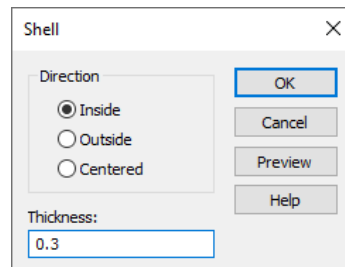 Shell
Direction
Inside
Outside
Centered
Thickness:
0.3
OK
Cancel
Preview
Help